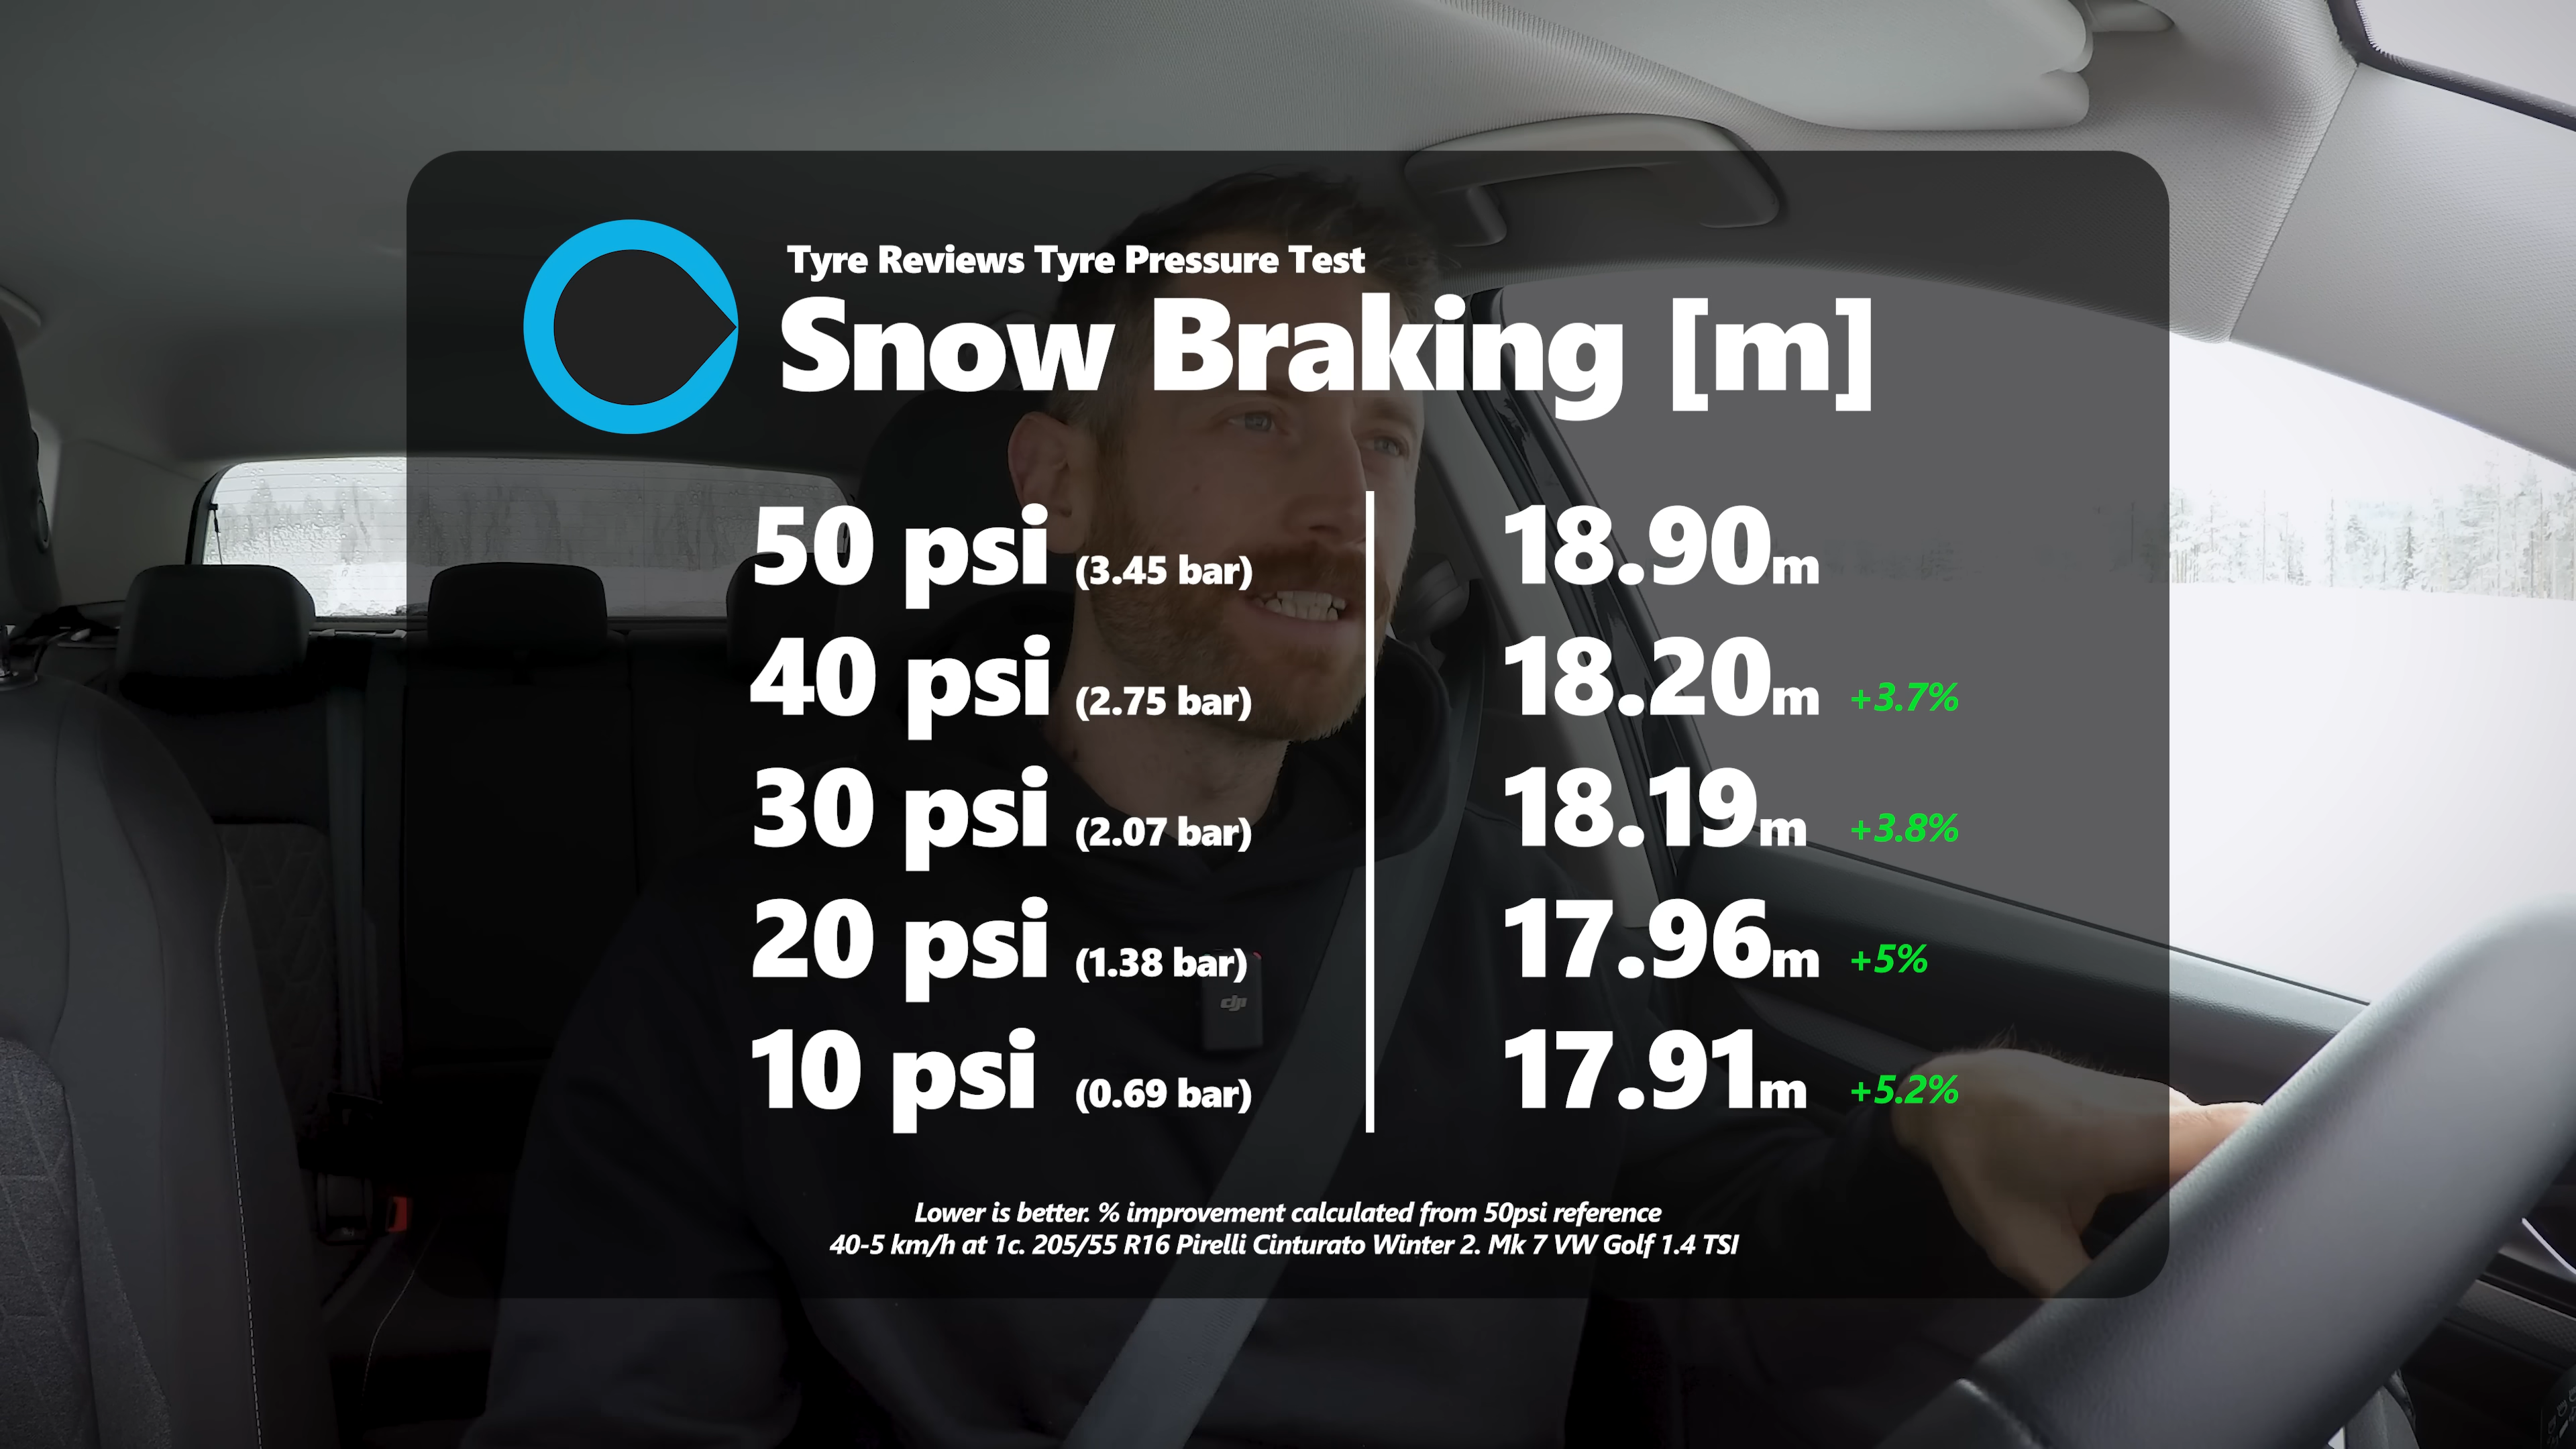 Tyre Reviews Tyre Pressure Test
Snow Braking [m]
50 psi (3.45 bar) 18.90m
40 psi (2.75 bar) 18.20m +3.7%
30 psi (2.07 bar) 18.19m +3.8%
20 psi (1.38 bar) 17.96m +5%
dji
10 psi (0.69 bar) 17.91m +5.2%
Lower is better. % improvement calculated from 50psi reference
40-5 km/h at 1c. 205/55 R16 Pirelli Cinturato Winter 2. Mk 7 VW Golf 1.4 TSI